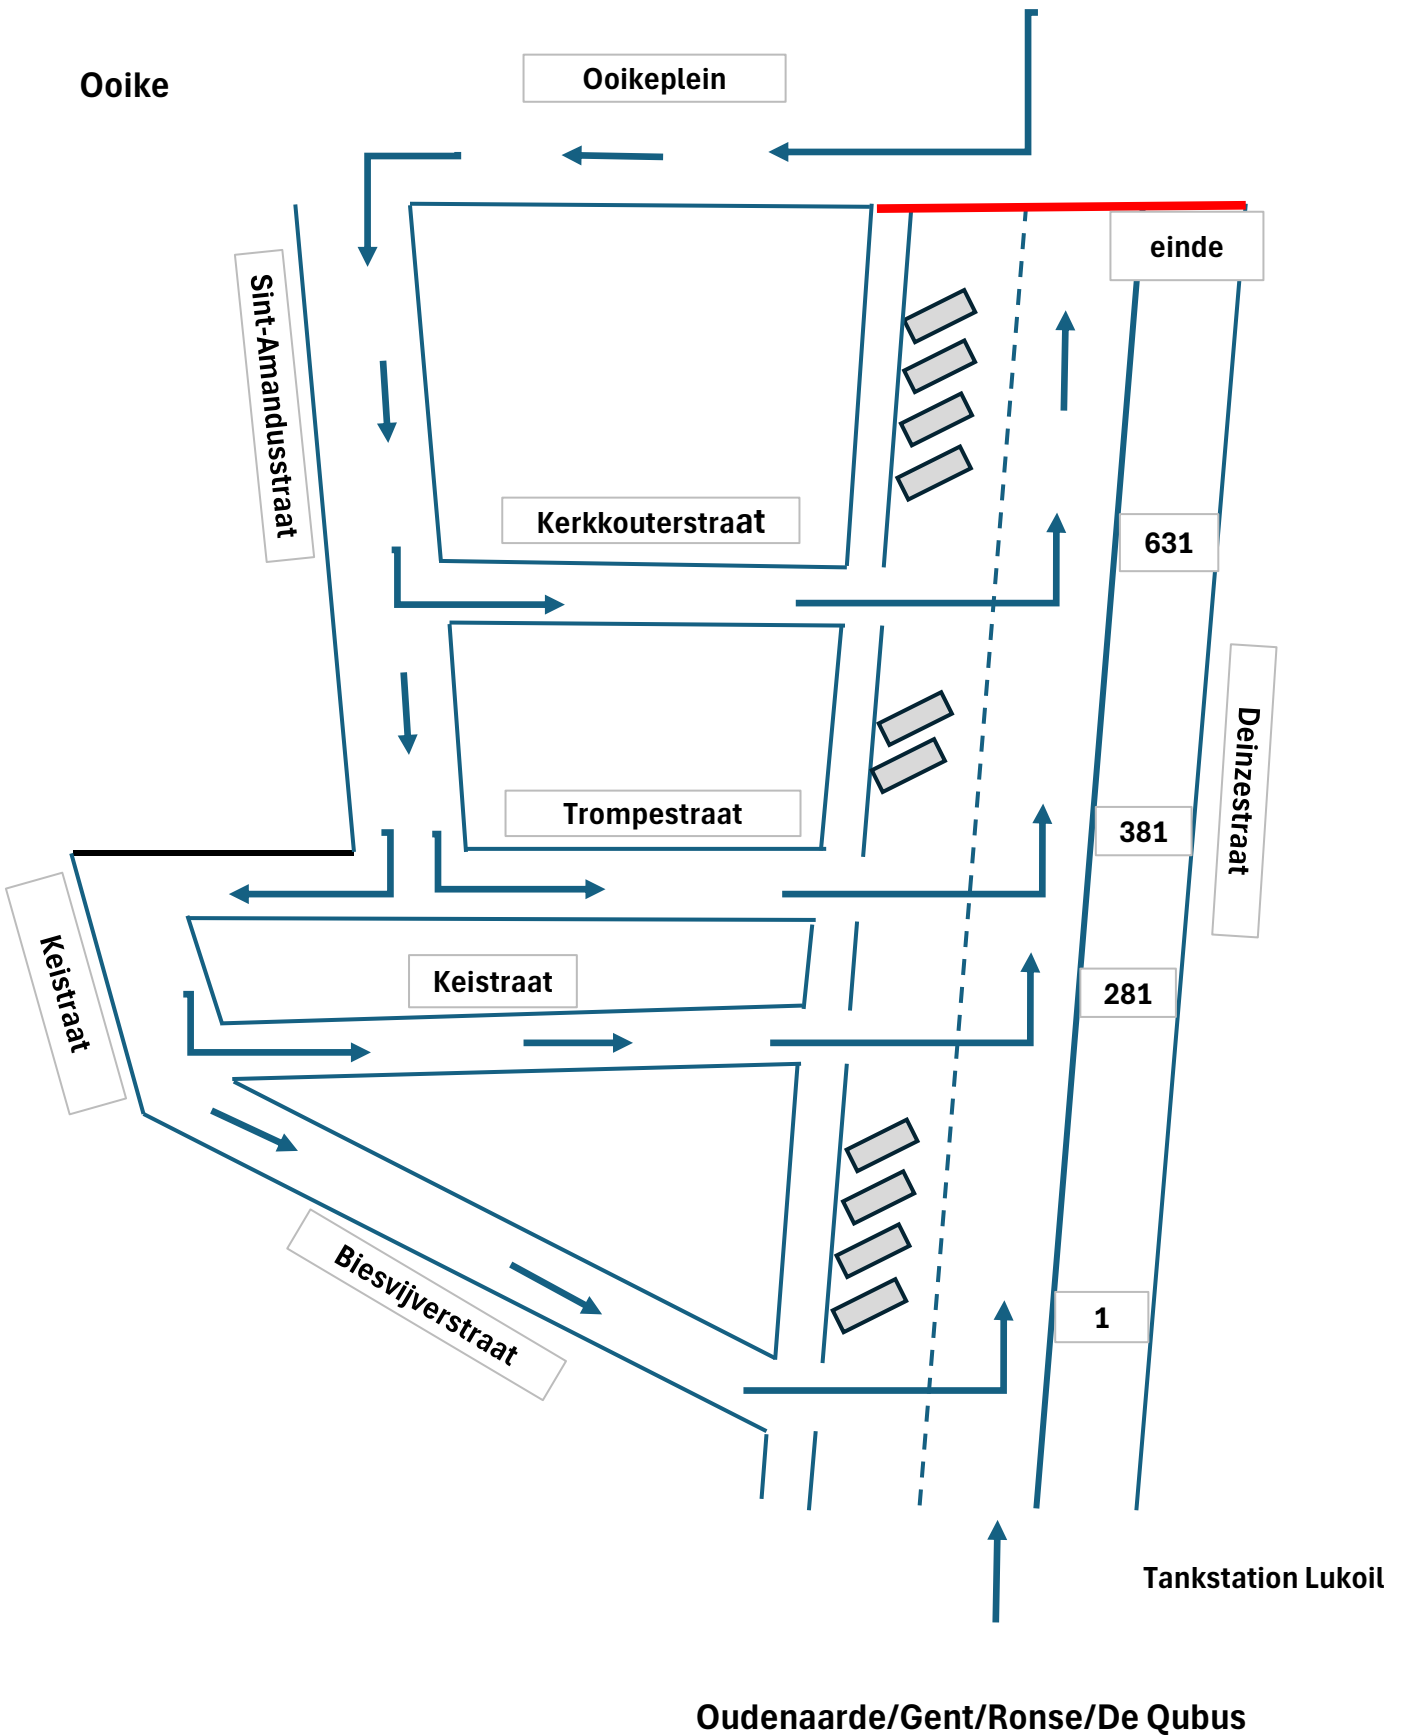 Ooikeplein
Ooike
einde
Sint-Amandusstraat
Kerkkouterstraat
631
Deinzestraat
Trompestraat
381
Keistraat
Keistraat
281
Biesvijverstraat
1
Tankstation Lukoil
Oudenaarde/Gent/Ronse/De Qubus